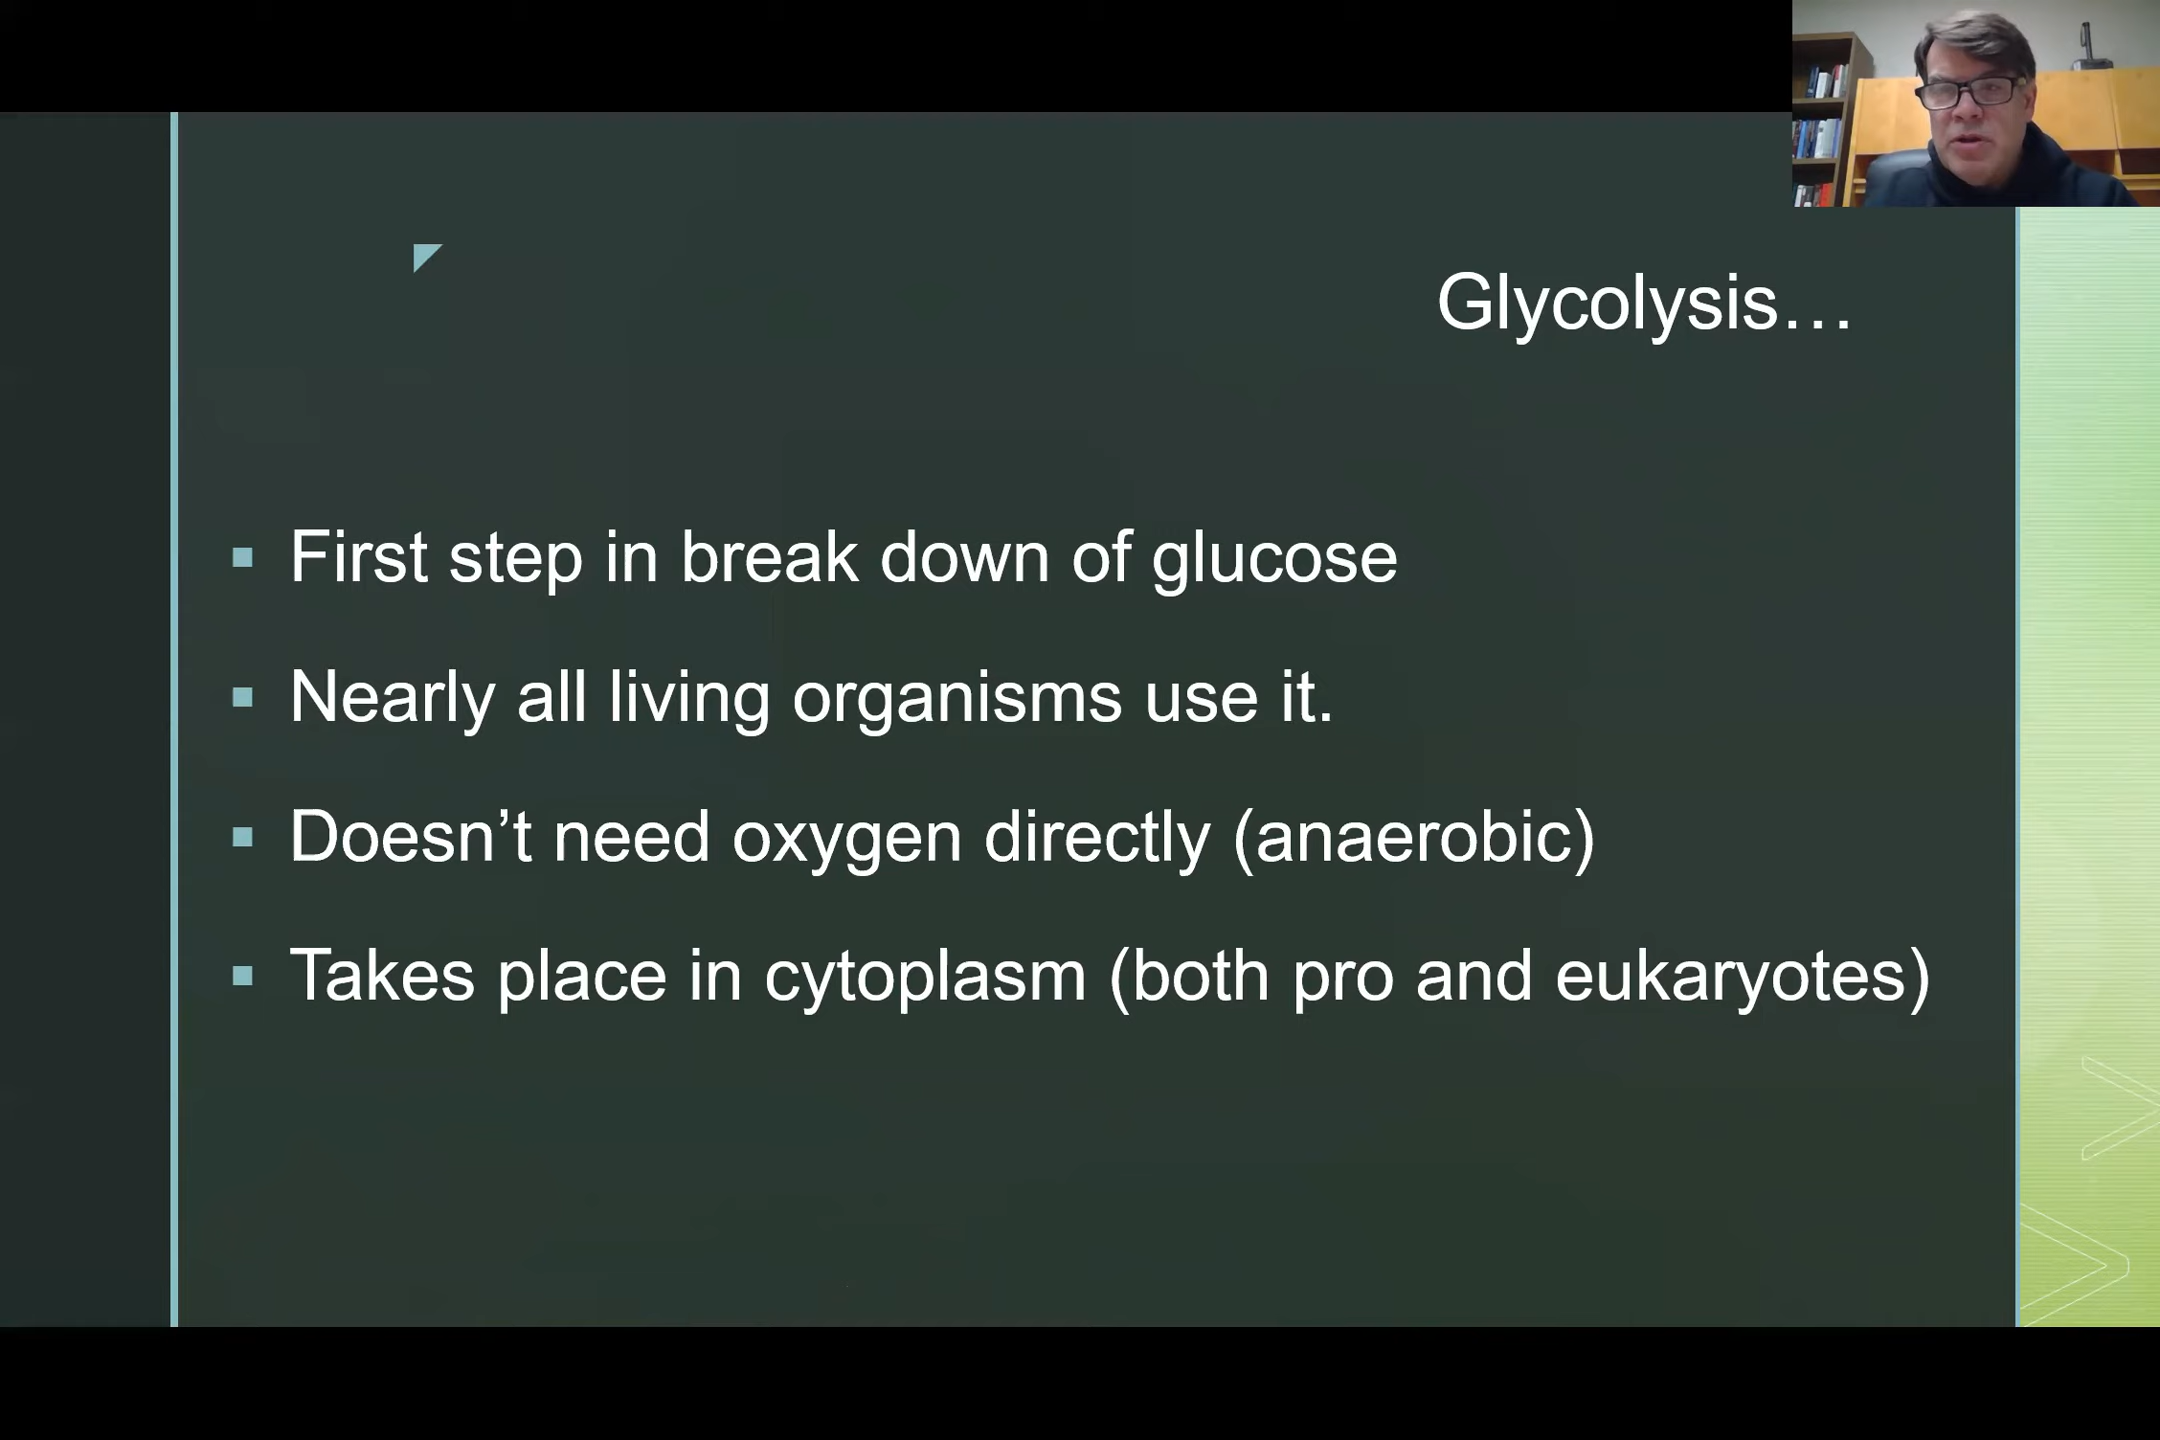 Glycolysis…
First step in break down of glucose
Nearly all living organisms use it.
Doesn’t need oxygen directly (anaerobic)
Takes place in cytoplasm (both pro and eukaryotes)